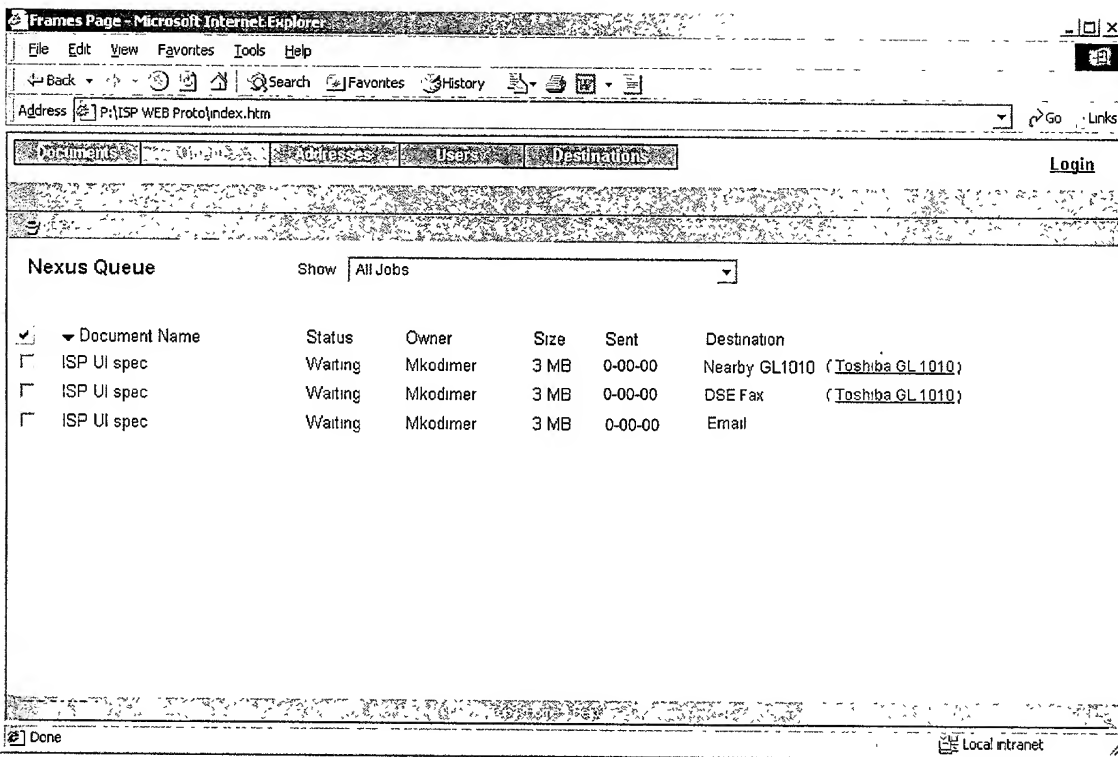 Frames Page - Microsoft Internet Explorer
File Edit View Favorites Tools Help
Back Search Favorites History
Address P:\ISP WEB Proto\index.htm Go Links
Documents Addresses Users Destinations Login
Nexus Queue Show All Jobs
Document Name Status Owner Size Sent Destination
ISP UI spec Waiting Mkodimer 3 MB 0-00-00 Nearby GL1010 (Toshiba GL 1010)
ISP UI spec Waiting Mkodimer 3 MB 0-00-00 DSE Fax (Toshiba GL 1010)
ISP UI spec Waiting Mkodimer 3 MB 0-00-00 Email
Done Local intranet